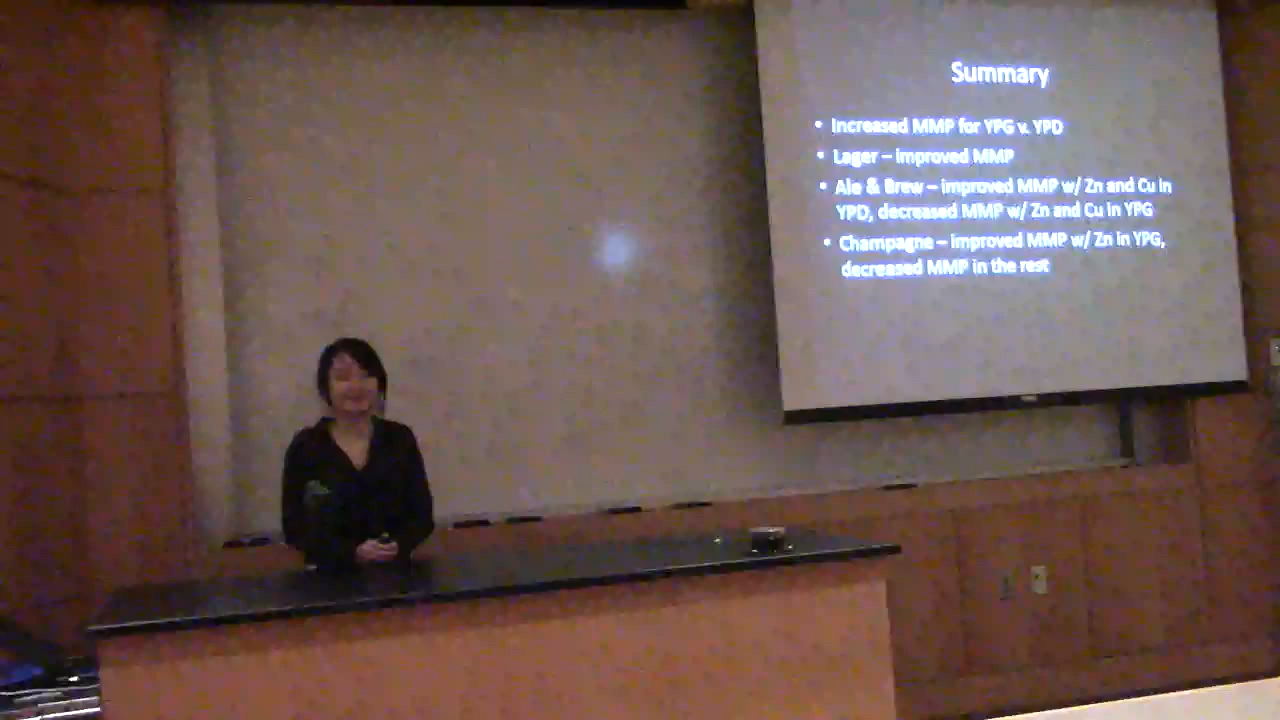 Summary
• Increased MMP for YPG v. YPD
• Lager – improved MMP
• Ale & Brew – improved MMP w/ Zn and Cu in
YPD, decreased MMP w/ Zn and Cu in YPG
• Champagne – improved MMP w/ Zn in YPG,
decreased MMP in the rest